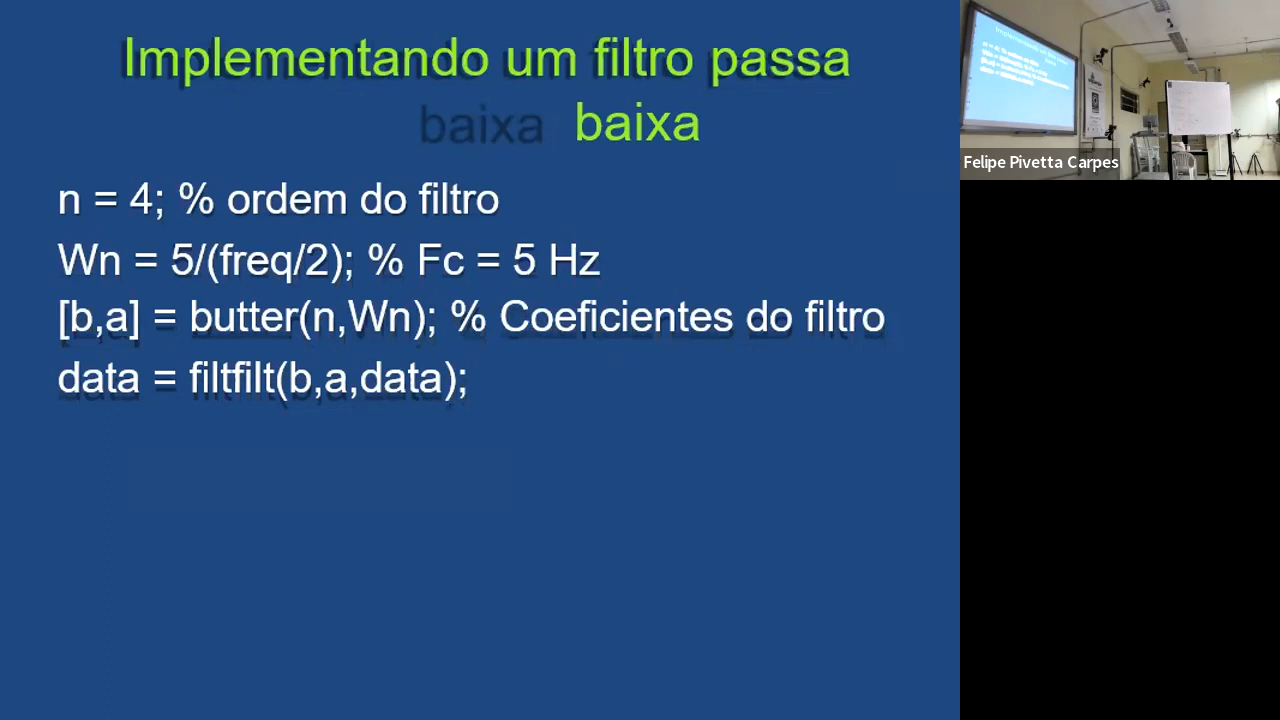 Implementando um filtro passa
baixa
n = 4; % ordem do filtro
Wn = 5/(freq/2); % Fc = 5 Hz
[b,a] = butter(n,Wn); % Coeficientes do filtro
data = filtfilt(b,a,data);
Felipe Pivetta Carpes